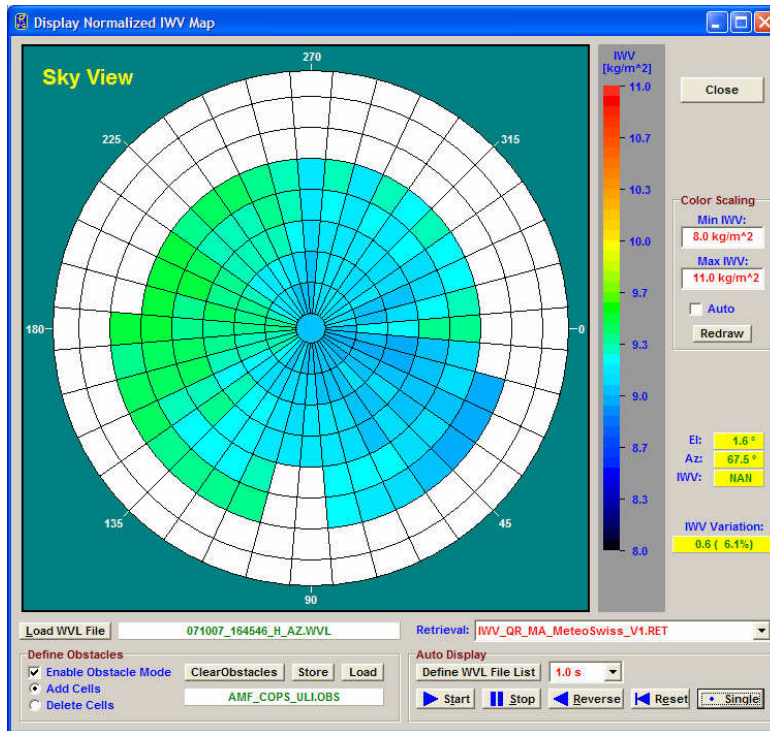 Display Normalized IWV Map
Sky View
270
225
315
180
0
135
45
90
IWV
[kg/m^2]
11.0
10.7
10.3
10.0
9.7
9.3
9.0
8.7
8.3
8.0
Close
Color Scaling
Min IWV:
8.0 kg/m^2
Max IWV:
11.0 kg/m^2
Auto
Redraw
El: 1.6 °
Az: 67.5 °
IWV: NAN
IWV Variation:
0.6 ( 6.1%)
Load WVL File 071007_164546_H_AZ.WVL
Retrieval: IWV_QR_MA_MeteoSwiss_V1.RET
Define Obstacles
Enable Obstacle Mode
Add Cells
Delete Cells
ClearObstacles Store Load
AMF_COPS_ULI.OBS
Auto Display
Define WVL File List 1.0 s
Start Stop Reverse Reset Single